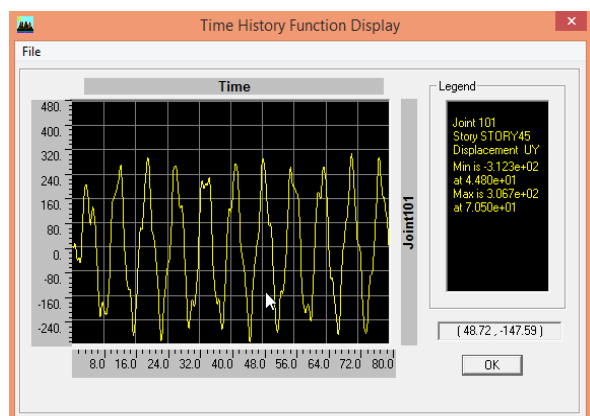 Time History Function Display
×
File
Time
480.
400.
320.
240.
160.
80.
0.
-80.
-160.
-240.
8.0 16.0 24.0 32.0 40.0 48.0 56.0 64.0 72.0 80.0
Joint101
Legend
Joint 101
Story STORY45
Displacement UY
Min is -3.123e+02
at 4.480e+01
Max is 3.067e+02
at 7.050e+01
( 48.72 , -147.59 )
OK